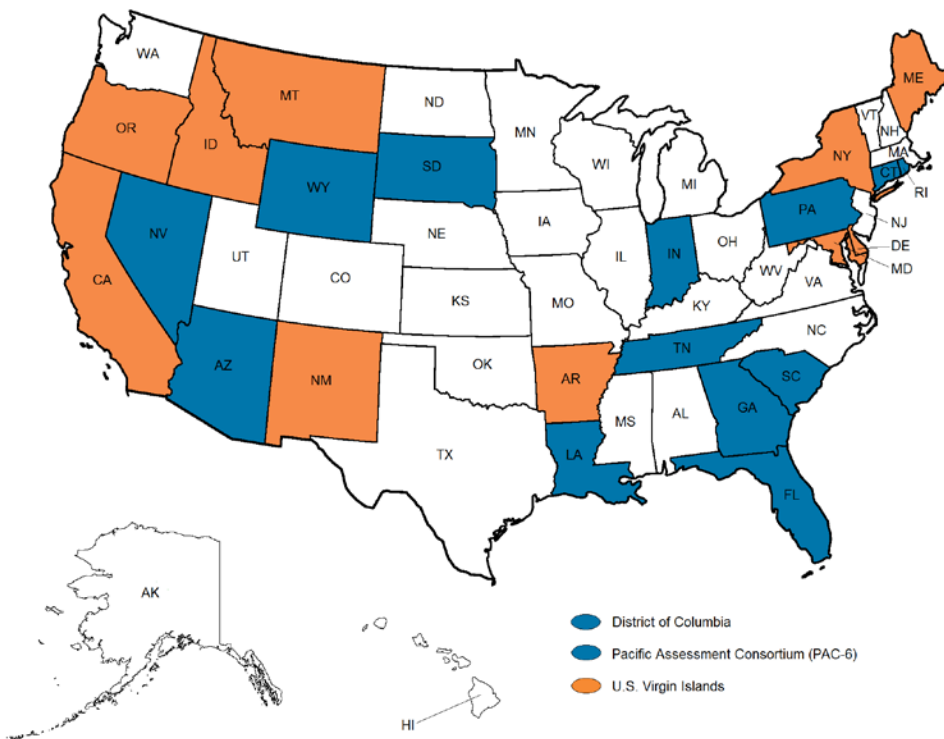 WA
MT
ND
OR
ID
SD
WY
MN
WI
MI
ME
VT
NH
NY
MA
CT
RI
NV
UT
NE
IA
PA
NJ
CA
CO
IL
IN
OH
DE
MD
WV
VA
KS
MO
KY
NC
AZ
NM
OK
AR
TN
SC
MS
AL
GA
TX
LA
FL
AK
HI
District of Columbia
Pacific Assessment Consortium (PAC-6)
U.S. Virgin Islands